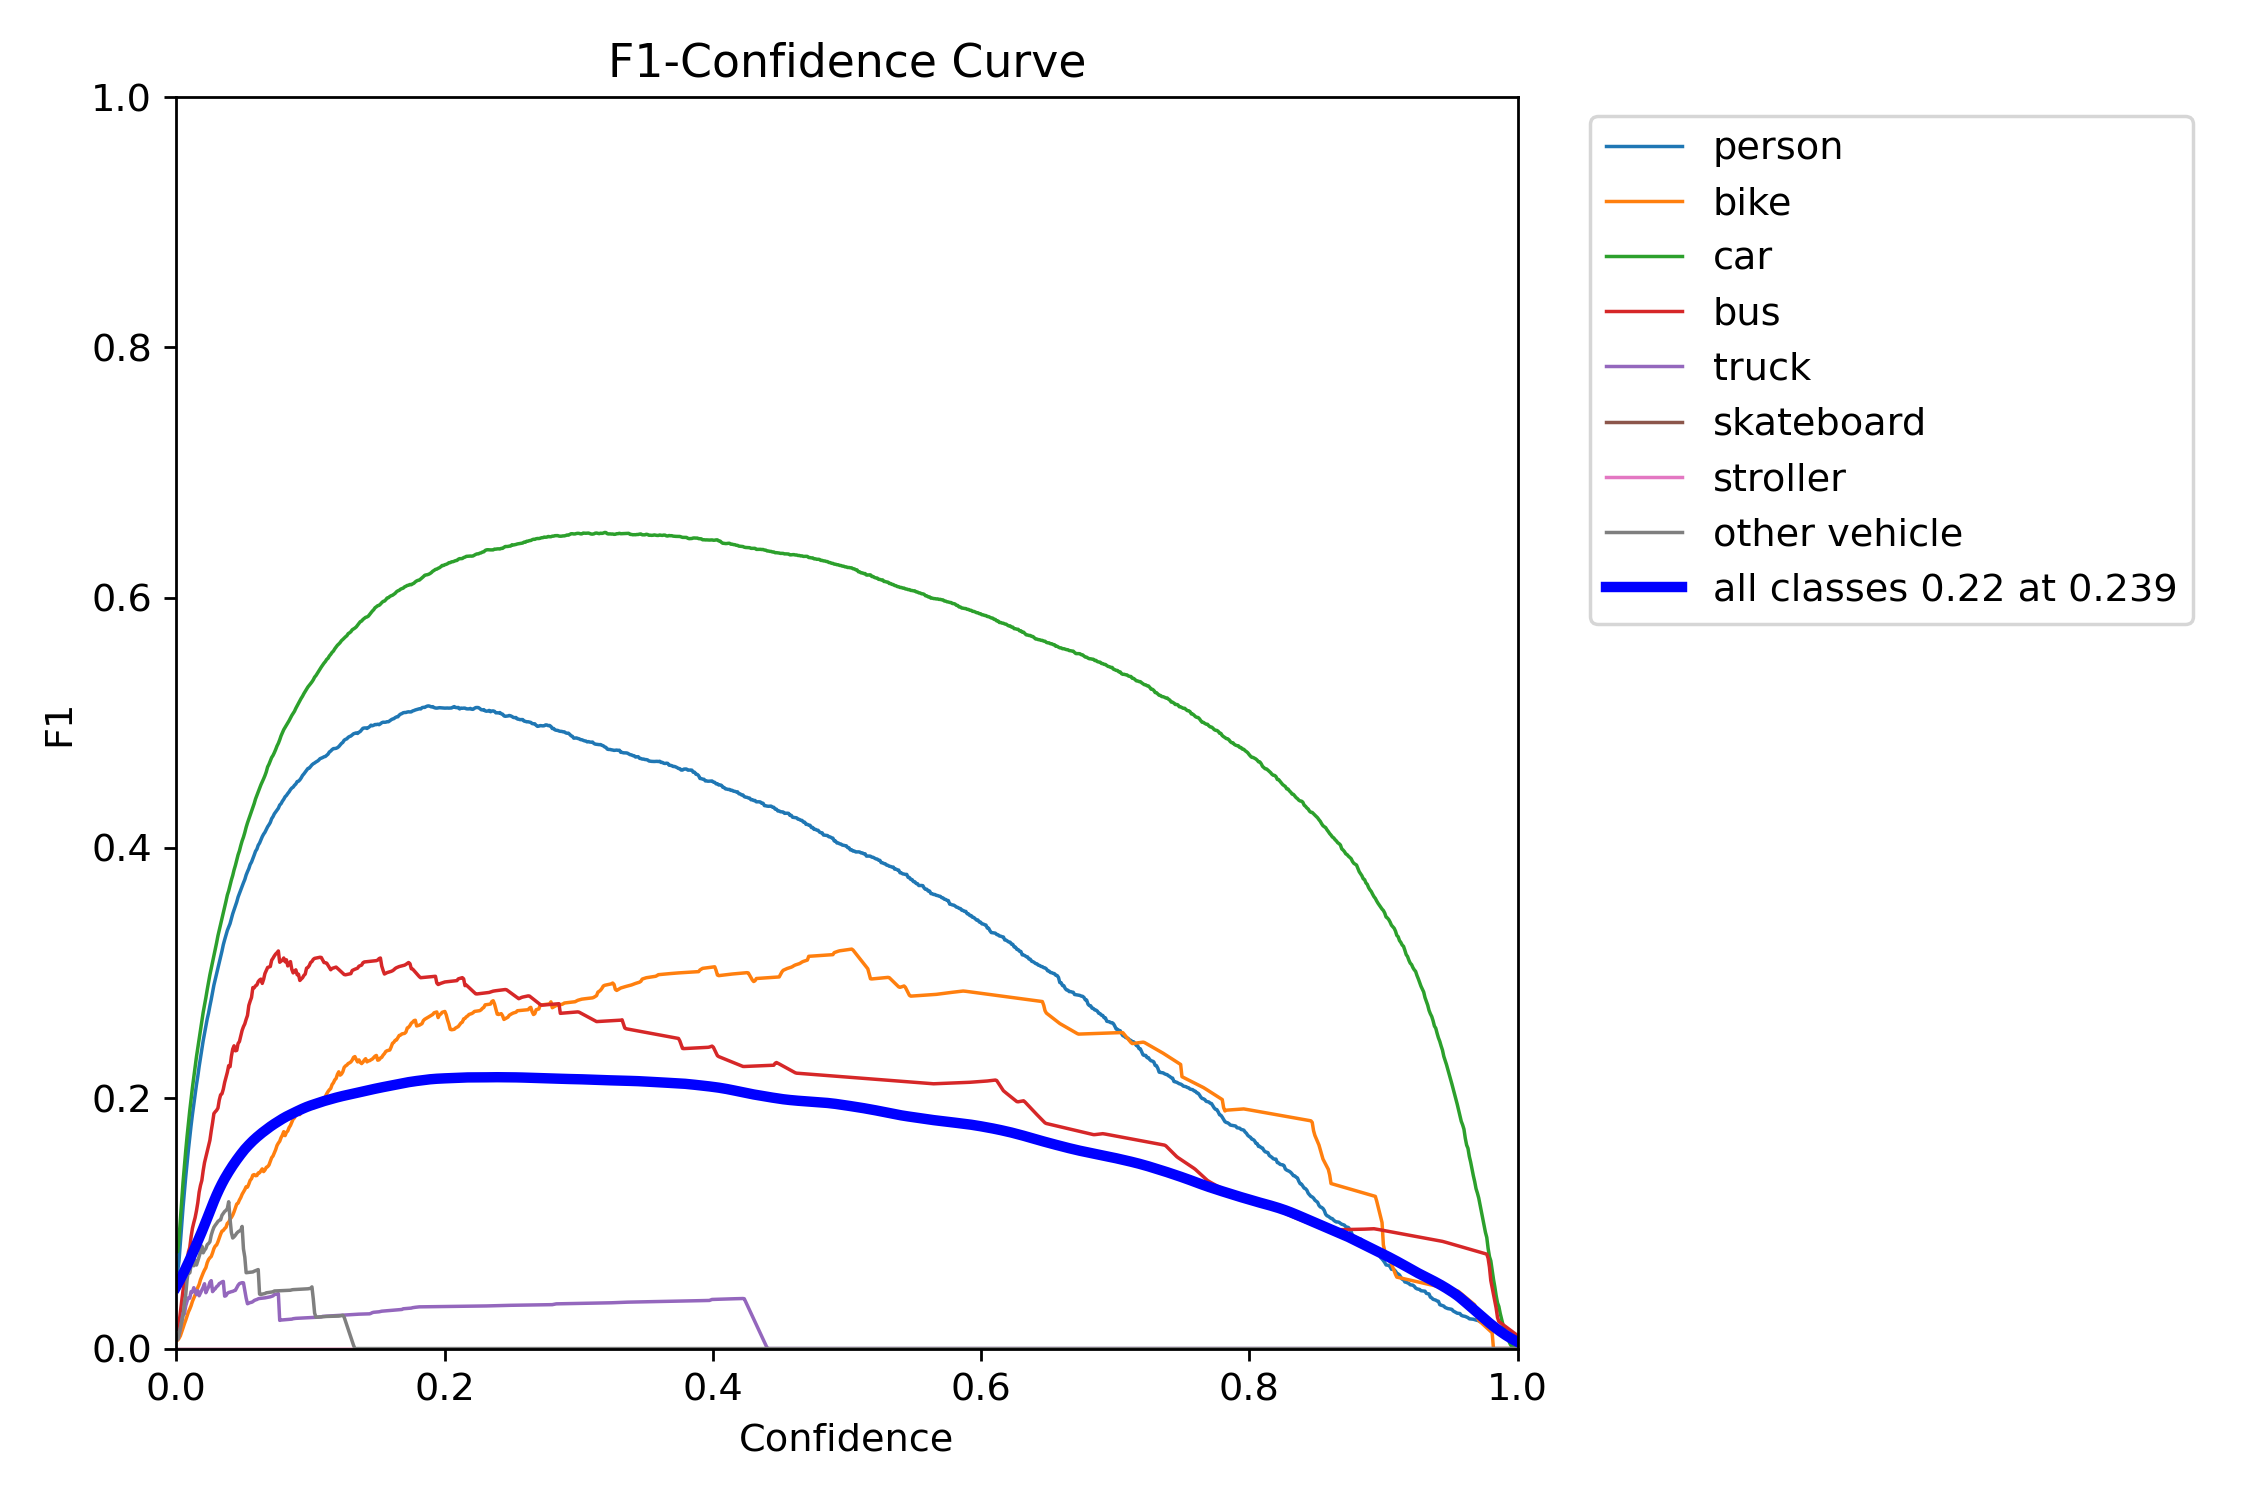 F1-Confidence Curve
1.0
0.8
0.6
0.4
0.2
0.0
F1
0.0 0.2 0.4 0.6 0.8 1.0
Confidence
person
bike
car
bus
truck
skateboard
stroller
other vehicle
all classes 0.22 at 0.239